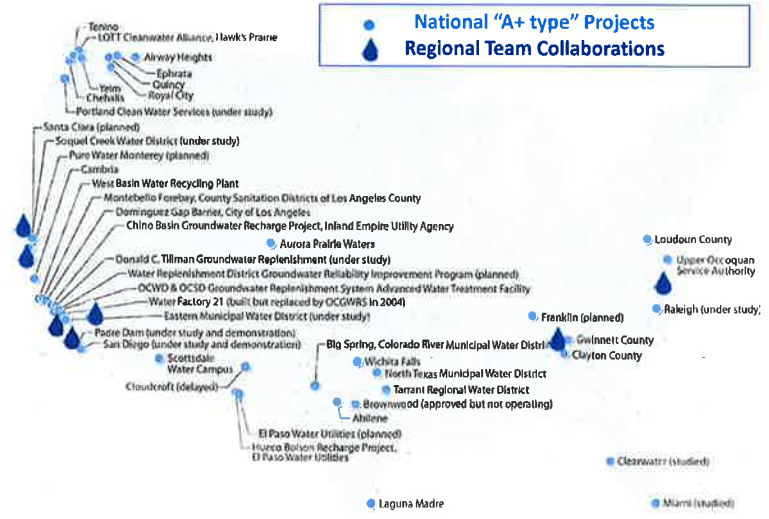 National “A+ type” Projects
Regional Team Collaborations
Tenino
LOTT Clearwater Alliance, Hawk's Prairie
Airway Heights
Ephrata
Quincy
Royal City
Yelm
Chehalis
Portland Clean Water Services (under study)
Santa Clara (planned)
Soquel Creek Water District (under study)
Pure Water Monterey (planned)
Cambria
West Basin Water Recycling Plant
Montebello Forebay, County Sanitation Districts of Los Angeles County
Dominguez Gap Barrier, City of Los Angeles
Chino Basin Groundwater Recharge Project, Inland Empire Utility Agency
Aurora Prairie Waters
Donald C. Tillman Groundwater Replenishment (under study)
Water Replenishment District Groundwater Reliability Improvement Program (planned)
OCWD & OCSD Groundwater Replenishment System Advanced Water Treatment Facility
Water Factory 21 (built but replaced by OCGWRS in 2004)
Eastern Municipal Water District (under study)
Padre Dam (under study and demonstration)
San Diego (under study and demonstration)
Scottsdale
Water Campus
Cloudcroft (delayed)
Big Spring, Colorado River Municipal Water Distri
Wichita Falls
North Texas Municipal Water District
Tarrant Regional Water District
Brownwood (approved but not operating)
Abilene
El Paso Water Utilities (planned)
Hueco Bolson Recharge Project,
El Paso Water Utilities
Loudoun County
Upper Occoquan
Service Authority
Raleigh (under study)
Franklin (planned)
Gwinnett County
Clayton County
Clearwater (studied)
Laguna Madre
Miami (studied)